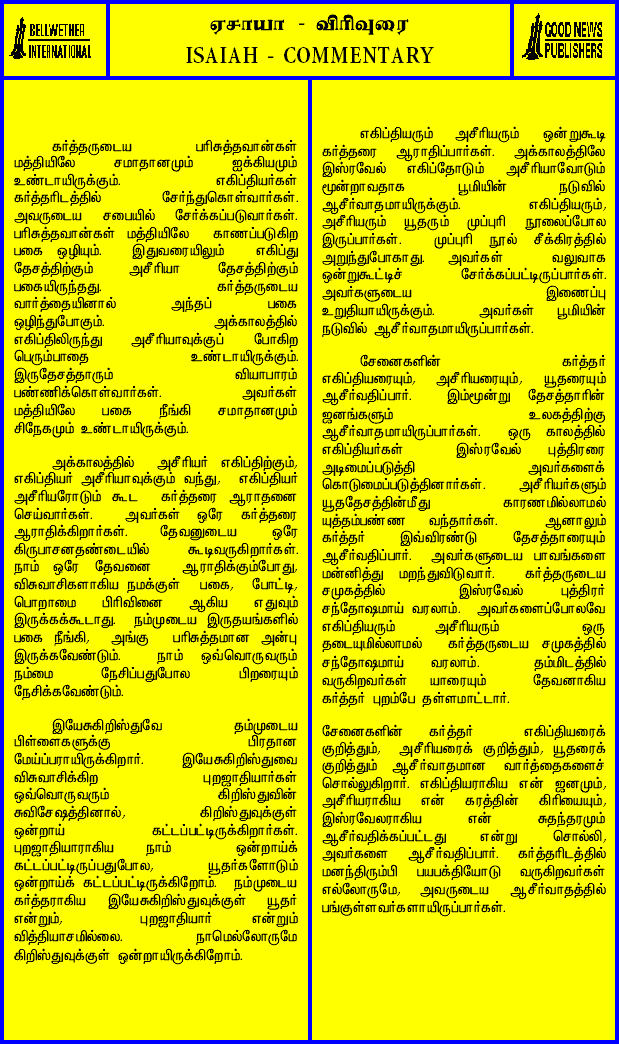 BELLWETHER
INTERNATIONAL
ஏசாயா - விரிவுரை
ISAIAH - COMMENTARY
GOOD NEWS
PUBLISHERS
கர்த்தருடைய பரிசுத்தவான்கள்
மத்தியிலே சமாதானமும் ஐக்கியமும்
உண்டாயிருக்கும். எகிப்தியர்கள்
கர்த்தரிடத்தில் சேர்ந்துகொள்வார்கள்.
அவருடைய சபையில் சேர்க்கப்படுவார்கள்.
பரிசுத்தவான்கள் மத்தியிலே காணப்படுகிற
பகை ஒழியும். இதுவரையிலும் எகிப்து
தேசத்திற்கும் அசீரியா தேசத்திற்கும்
பகையிருந்தது. கர்த்தருடைய
வார்த்தையினால் அந்தப் பகை
ஒழிந்துபோகும். அக்காலத்தில்
எகிப்திலிருந்து அசீரியாவுக்குப் போகிற
பெரும்பாதை உண்டாயிருக்கும்.
இருதேசத்தாரும் வியாபாரம்
பண்ணிக்கொள்வார்கள். அவர்கள்
மத்தியிலே பகை நீங்கி சமாதானமும்
சிநேகமும் உண்டாயிருக்கும்.
அக்காலத்தில் அசீரியர் எகிப்திற்கும்,
எகிப்தியர் அசீரியாவுக்கும் வந்து, எகிப்தியர்
அசீரியரோடும் கூட கர்த்தரை ஆராதனை
செய்வார்கள். அவர்கள் ஒரே கர்த்தரை
ஆராதிக்கிறார்கள். தேவனுடைய ஒரே
கிருபாசனதண்டையில் கூடிவருகிறார்கள்.
நாம் ஒரே தேவனை ஆராதிக்கும்போது,
விசுவாசிகளாகிய நமக்குள் பகை, போட்டி,
பொறாமை பிரிவினை ஆகிய எதுவும்
இருக்கக்கூடாது. நம்முடைய இருதயங்களில்
பகை நீங்கி, அங்கு பரிசுத்தமான அன்பு
இருக்கவேண்டும். நாம் ஒவ்வொருவரும்
நம்மை நேசிப்பதுபோல பிறரையும்
நேசிக்கவேண்டும்.
இயேசுகிறிஸ்துவே தம்முடைய
பிள்ளைகளுக்கு பிரதான
மேய்ப்பராயிருக்கிறார். இயேசுகிறிஸ்துவை
விசுவாசிக்கிற புறஜாதியார்கள்
ஒவ்வொருவரும் கிறிஸ்துவின்
சுவிசேஷத்தினால், கிறிஸ்துவுக்குள்
ஒன்றாய் கட்டப்பட்டிருக்கிறார்கள்.
புறஜாதியாராகிய நாம் ஒன்றாய்க்
கட்டப்பட்டிருப்பதுபோல, யூதர்களோடும்
ஒன்றாய்க் கட்டப்பட்டிருக்கிறோம். நம்முடைய
கர்த்தராகிய இயேசுகிறிஸ்துவுக்குள் யூதர்
என்றும், புறஜாதியார் என்றும்
வித்தியாசமில்லை. நாமெல்லோருமே
கிறிஸ்துவுக்குள் ஒன்றாயிருக்கிறோம்.
எகிப்தியரும் அசீரியரும் ஒன்றுகூடி
கர்த்தரை ஆராதிப்பார்கள். அக்காலத்திலே
இஸ்ரவேல் எகிப்தோடும் அசீரியாவோடும்
மூன்றாவதாக பூமியின் நடுவில்
ஆசீர்வாதமாயிருக்கும். எகிப்தியரும்,
அசீரியரும் யூதரும் முப்புரி நூலைப்போல
இருப்பார்கள். முப்புரி நூல் சீக்கிரத்தில்
அறுந்துபோகாது. அவர்கள் வலுவாக
ஒன்றுகூட்டிச் சேர்க்கப்பட்டிருப்பார்கள்.
அவர்களுடைய இணைப்பு
உறுதியாயிருக்கும். அவர்கள் பூமியின்
நடுவில் ஆசீர்வாதமாயிருப்பார்கள்.
சேனைகளின் கர்த்தர்
எகிப்தியரையும், அசீரியரையும், யூதரையும்
ஆசீர்வதிப்பார். இம்மூன்று தேசத்தாரின்
ஜனங்களும் உலகத்திற்கு
ஆசீர்வாதமாயிருப்பார்கள். ஒரு காலத்தில்
எகிப்தியர்கள் இஸ்ரவேல் புத்திரரை
அடிமைப்படுத்தி அவர்களைக்
கொடுமைப்படுத்தினார்கள். அசீரியர்களும்
யூததேசத்தின்மீது காரணமில்லாமல்
யுத்தம்பண்ண வந்தார்கள். ஆனாலும்
கர்த்தர் இவ்விரண்டு தேசத்தாரையும்
ஆசீர்வதிப்பார். அவர்களுடைய பாவங்களை
மன்னித்து மறந்துவிடுவார். கர்த்தருடைய
சமுகத்தில் இஸ்ரவேல் புத்திரர்
சந்தோஷமாய் வரலாம். அவர்களைப்போலவே
எகிப்தியரும் அசீரியரும் ஒரு
தடையுமில்லாமல் கர்த்தருடைய சமுகத்தில்
சந்தோஷமாய் வரலாம். தம்மிடத்தில்
வருகிறவர்கள் யாரையும் தேவனாகிய
கர்த்தர் புறம்பே தள்ளமாட்டார்.
சேனைகளின் கர்த்தர் எகிப்தியரைக்
குறித்தும், அசீரியரைக் குறித்தும், யூதரைக்
குறித்தும் ஆசீர்வாதமான வார்த்தைகளைச்
சொல்லுகிறார். எகிப்தியராகிய என் ஜனமும்,
அசீரியராகிய என் கரத்தின் கிரியையும்,
இஸ்ரவேலராகிய என் சுதந்தரமும்
ஆசீர்வதிக்கப்பட்டது என்று சொல்லி,
அவர்களை ஆசீர்வதிப்பார். கர்த்தரிடத்தில்
மனந்திரும்பி பயபக்தியோடு வருகிறவர்கள்
எல்லோருமே, அவருடைய ஆசீர்வாதத்தில்
பங்குள்ளவர்களாயிருப்பார்கள்.